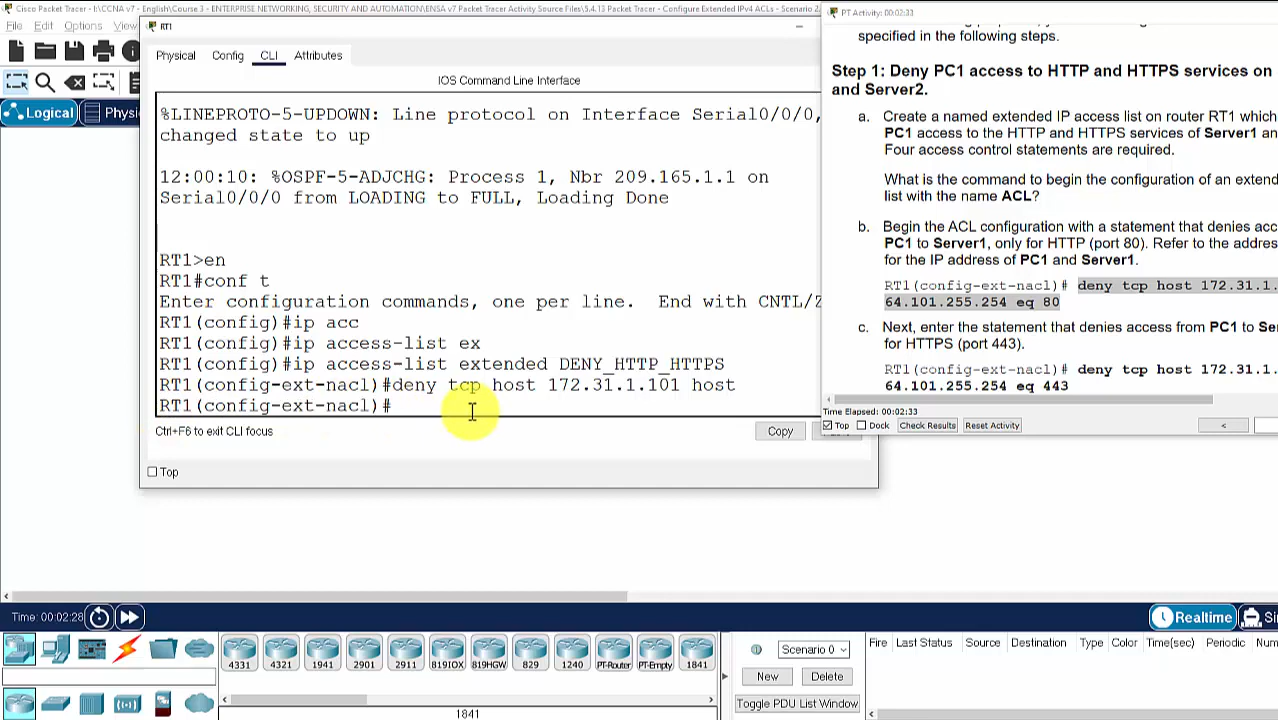 Cisco Packet Tracer - I:\CCNA v7 - English\Course 3 - ENTERPRISE NETWORKING, SECURITY AND AUTOMATION\ENSA v7 Packet Tracer Activity Source Files\5.4.13 Packet Tracer - Configure Extended IPv4 ACLs - Scenario 2.
File Edit Options View
RT1
Physical Config CLI Attributes
IOS Command Line Interface
Logical
%LINEPROTO-5-UPDOWN: Line protocol on Interface Serial0/0/0,
changed state to up
12:00:10: %OSPF-5-ADJCHG: Process 1, Nbr 209.165.1.1 on
Serial0/0/0 from LOADING to FULL, Loading Done
RT1>en
RT1#conf t
Enter configuration commands, one per line. End with CNTL/Z
RT1(config)#ip acc
RT1(config)#ip access-list ex
RT1(config)#ip access-list extended DENY_HTTP_HTTPS
RT1(config-ext-nacl)#deny tcp host 172.31.1.101 host
RT1(config-ext-nacl)#
Ctrl+F6 to exit CLI focus
Copy
Top
PT Activity: 00:02:33
specified in the following steps.
Step 1: Deny PC1 access to HTTP and HTTPS services on
and Server2.
a. Create a named extended IP access list on router RT1 which
PC1 access to the HTTP and HTTPS services of Server1 an
Four access control statements are required.
What is the command to begin the configuration of an extend
list with the name ACL?
b. Begin the ACL configuration with a statement that denies acc
PC1 to Server1, only for HTTP (port 80). Refer to the addres
for the IP address of PC1 and Server1.
RT1(config-ext-nacl)# deny tcp host 172.31.1.
64.101.255.254 eq 80
c. Next, enter the statement that denies access from PC1 to Se
for HTTPS (port 443).
RT1(config-ext-nacl)# deny tcp host 172.31.1.
64.101.255.254 eq 443
Time Elapsed: 00:02:33
Top Dock Check Results Reset Activity <
Time: 00:02:28
Realtime
4331 4321 1941 2901 2911 819IOX 819HGW 829 1240 PT-Router PT-Empty 1841
1841
Scenario 0
New Delete
Toggle PDU List Window
Fire Last Status Source Destination Type Color Time(sec) Periodic Num